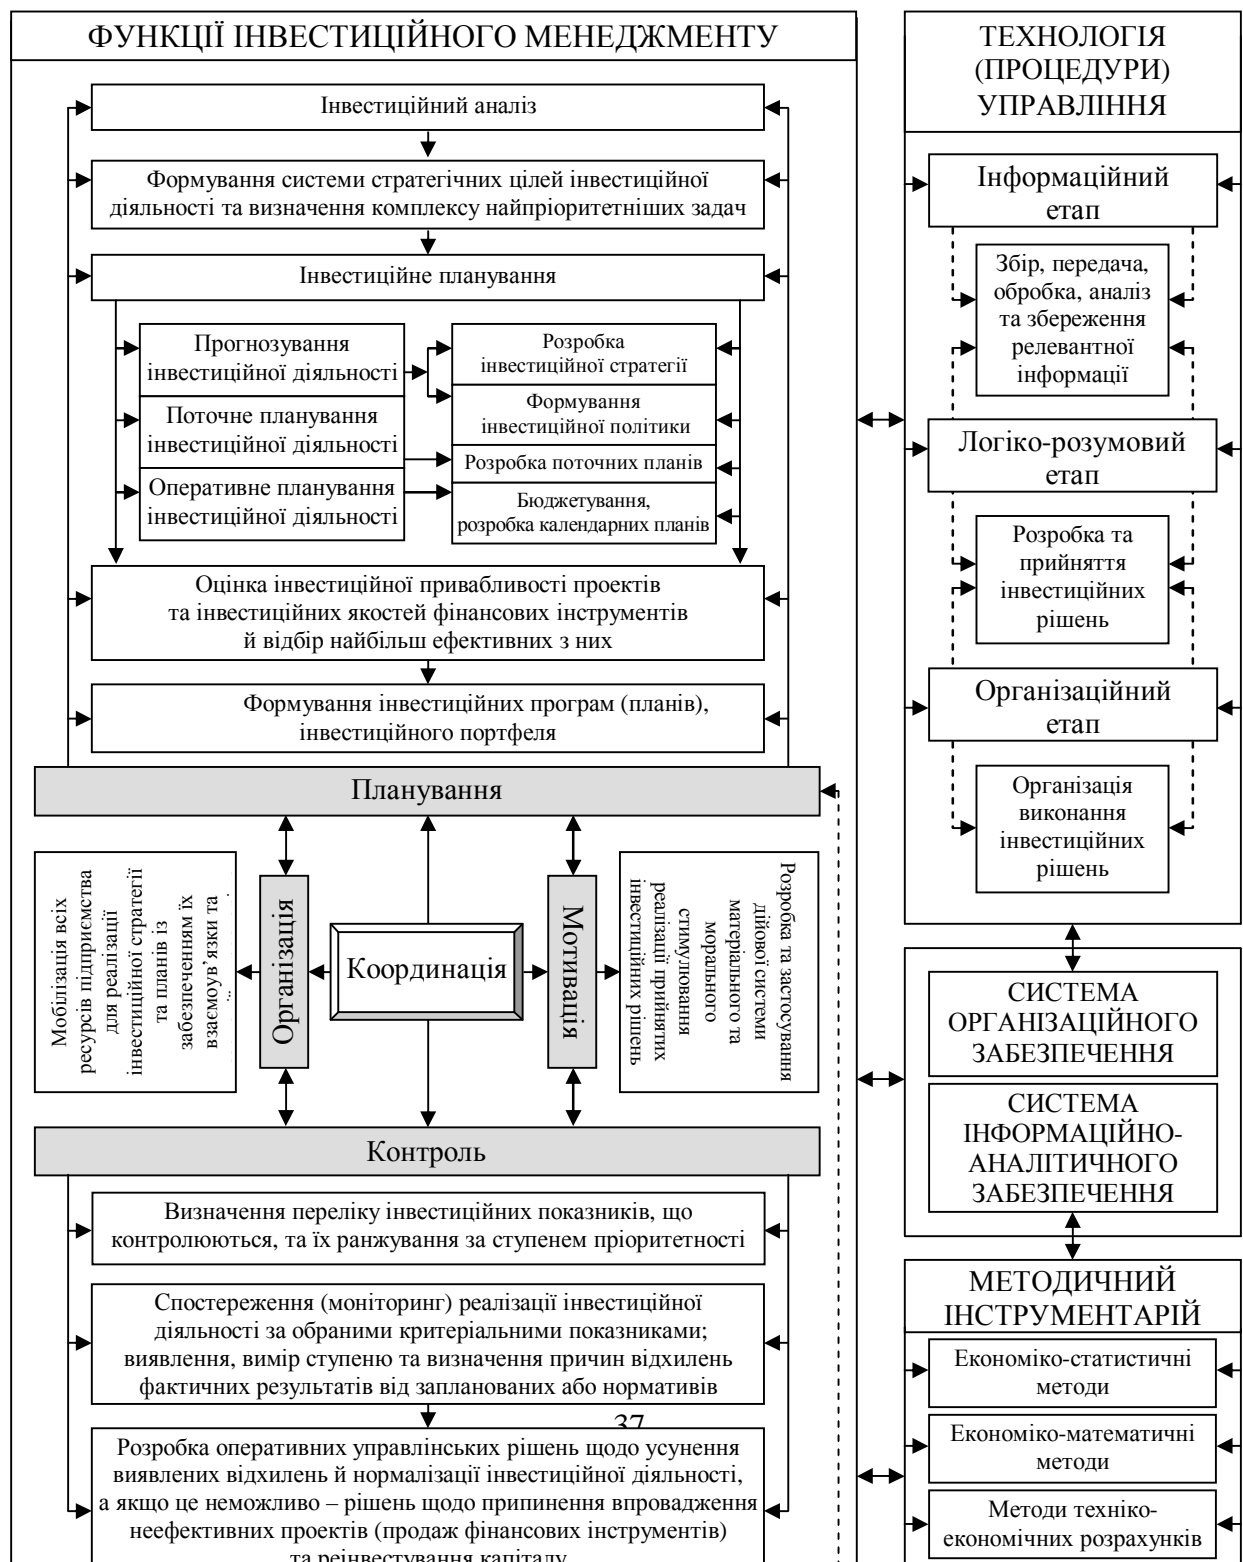 ФУНКЦІЇ ІНВЕСТИЦІЙНОГО МЕНЕДЖМЕНТУ
Інвестиційний аналіз
Формування системи стратегічних цілей інвестиційної
діяльності та визначення комплексу найпріоритетніших задач
Інвестиційне планування
Прогнозування
інвестиційної діяльності
Поточне планування
інвестиційної діяльності
Оперативне планування
інвестиційної діяльності
Розробка
інвестиційної стратегії
Формування
інвестиційної політики
Розробка поточних планів
Бюджетування,
розробка календарних планів
Оцінка інвестиційної привабливості проектів
та інвестиційних якостей фінансових інструментів
й відбір найбільш ефективних з них
Формування інвестиційних програм (планів),
інвестиційного портфеля
Планування
Мобілізація всіх
ресурсів підприємства
для реалізації
інвестиційної стратегії
та планів із
забезпеченням їх
взаємоув'язки та
Організація
Координація
Мотивація
Розробка та застосування
дійової системи
матеріального та
морального
стимулювання
реалізації прийнятих
інвестиційних рішень
Контроль
Визначення переліку інвестиційних показників, що
контролюються, та їх ранжування за ступенем пріоритетності
Спостереження (моніторинг) реалізації інвестиційної
діяльності за обраними критеріальними показниками;
виявлення, вимір ступеню та визначення причин відхилень
фактичних результатів від запланованих або нормативів
37
Розробка оперативних управлінських рішень щодо усунення
виявлених відхилень й нормалізації інвестиційної діяльності,
а якщо це неможливо – рішень щодо припинення впровадження
неефективних проектів (продаж фінансових інструментів)
та реінвестування капіталу
ТЕХНОЛОГІЯ
(ПРОЦЕДУРИ)
УПРАВЛІННЯ
Інформаційний
етап
Збір, передача,
обробка, аналіз
та збереження
релевантної
інформації
Логіко-розумовий
етап
Розробка та
прийняття
інвестиційних
рішень
Організаційний
етап
Організація
виконання
інвестиційних
рішень
СИСТЕМА
ОРГАНІЗАЦІЙНОГО
ЗАБЕЗПЕЧЕННЯ
СИСТЕМА
ІНФОРМАЦІЙНО-
АНАЛІТИЧНОГО
ЗАБЕЗПЕЧЕННЯ
МЕТОДИЧНИЙ
ІНСТРУМЕНТАРІЙ
Економіко-статистичні
методи
Економіко-математичні
методи
Методи техніко-
економічних розрахунків